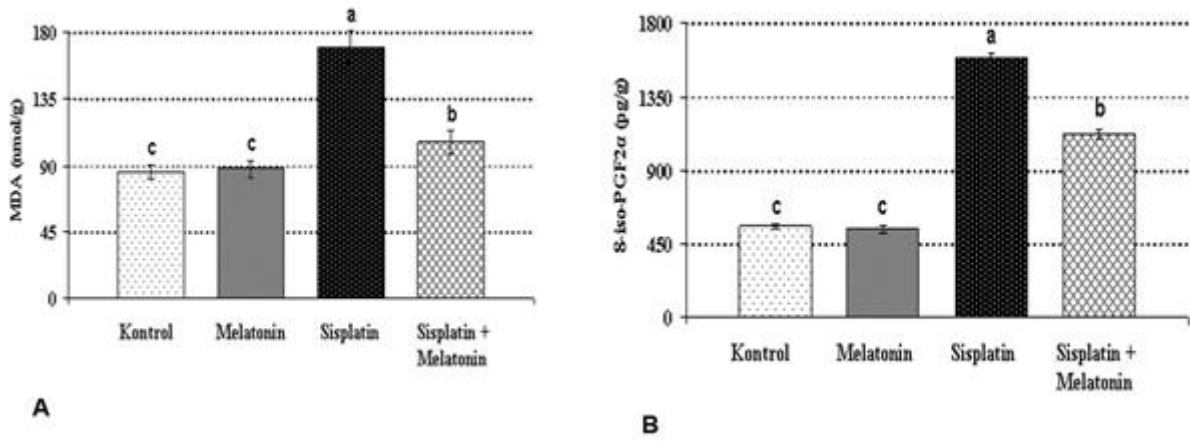 MDA (nmol/g)
180
135
90
45
0
c
c
a
b
Kontrol
Melatonin
Sisplatin
Sisplatin +
Melatonin
A
8-iso-PGF2α (pg/g)
1800
1350
900
450
0
c
c
a
b
Kontrol
Melatonin
Sisplatin
Sisplatin +
Melatonin
B